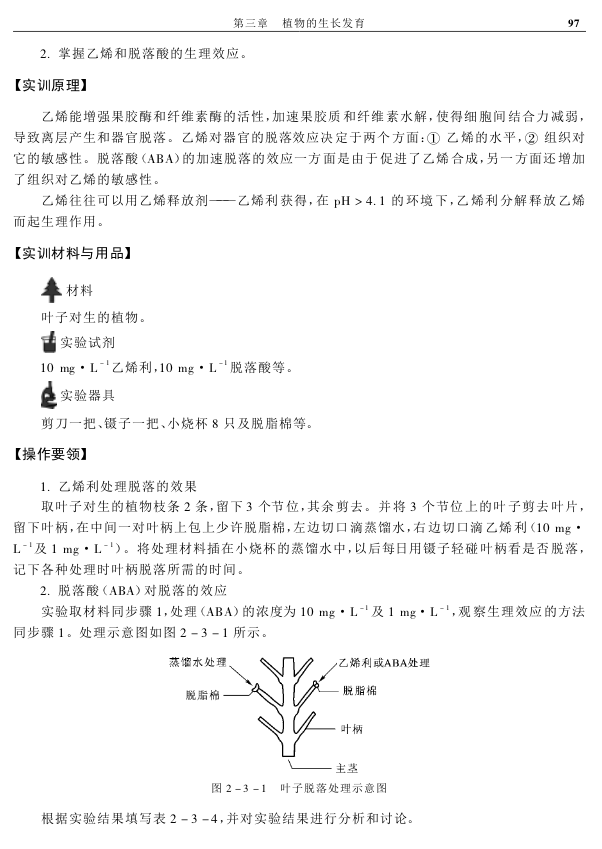 第三章 植物的生长发育 97
2. 掌握乙烯和脱落酸的生理效应。
【实训原理】
乙烯能增强果胶酶和纤维素酶的活性,加速果胶质和纤维素水解,使得细胞间结合力减弱,
导致离层产生和器官脱落。乙烯对器官的脱落效应决定于两个方面:① 乙烯的水平,② 组织对
它的敏感性。脱落酸(ABA)的加速脱落的效应一方面是由于促进了乙烯合成,另一方面还增加
了组织对乙烯的敏感性。
乙烯往往可以用乙烯释放剂——乙烯利获得,在 pH > 4.1 的环境下,乙烯利分解释放乙烯
而起生理作用。
【实训材料与用品】
材料
叶子对生的植物。
实验试剂
10 mg·L⁻¹乙烯利,10 mg·L⁻¹脱落酸等。
实验器具
剪刀一把、镊子一把、小烧杯 8 只及脱脂棉等。
【操作要领】
1. 乙烯利处理脱落的效果
取叶子对生的植物枝条 2 条,留下 3 个节位,其余剪去。并将 3 个节位上的叶子剪去叶片,
留下叶柄,在中间一对叶柄上包上少许脱脂棉,左边切口滴蒸馏水,右边切口滴乙烯利(10 mg·
L⁻¹及 1 mg·L⁻¹)。将处理材料插在小烧杯的蒸馏水中,以后每日用镊子轻碰叶柄看是否脱落,
记下各种处理时叶柄脱落所需的时间。
2. 脱落酸(ABA)对脱落的效应
实验取材料同步骤 1,处理(ABA)的浓度为 10 mg·L⁻¹及 1 mg·L⁻¹,观察生理效应的方法
同步骤 1。处理示意图如图 2-3-1 所示。
蒸馏水处理 乙烯利或ABA处理
脱脂棉 脱脂棉
叶柄
主茎
图 2-3-1 叶子脱落处理示意图
根据实验结果填写表 2-3-4,并对实验结果进行分析和讨论。